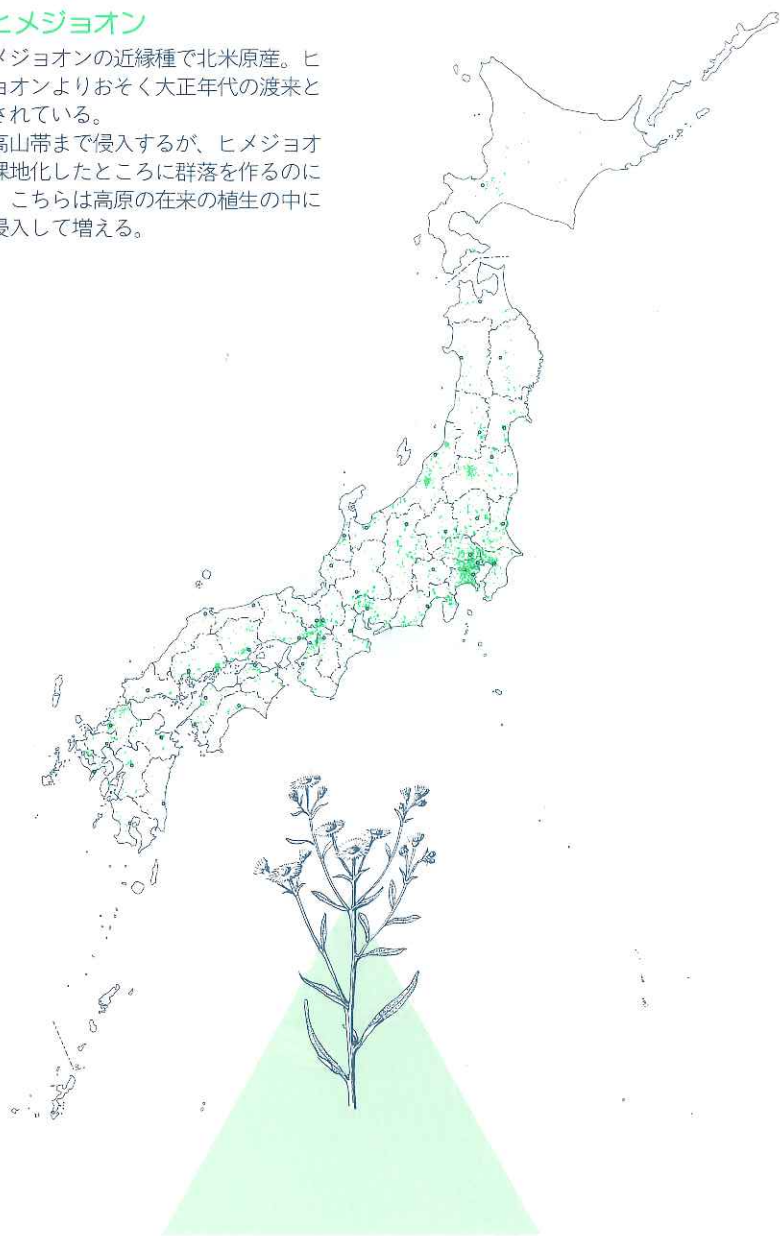 ヒメジョオン
メジョオンの近縁種で北米原産。ヒ
ョオンよりおそく大正年代の渡来と
されている。
高山帯まで侵入するが、ヒメジョオ
裸地化したところに群落を作るのに
、こちらは高原の在来の植生の中に
侵入して増える。